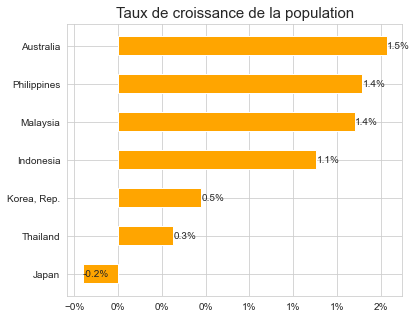 Taux de croissance de la population
Australia 1.5%
Philippines 1.4%
Malaysia 1.4%
Indonesia 1.1%
Korea, Rep. 0.5%
Thailand 0.3%
Japan -0.2%
−0% 0% 0% 0% 1% 1% 1% 2%